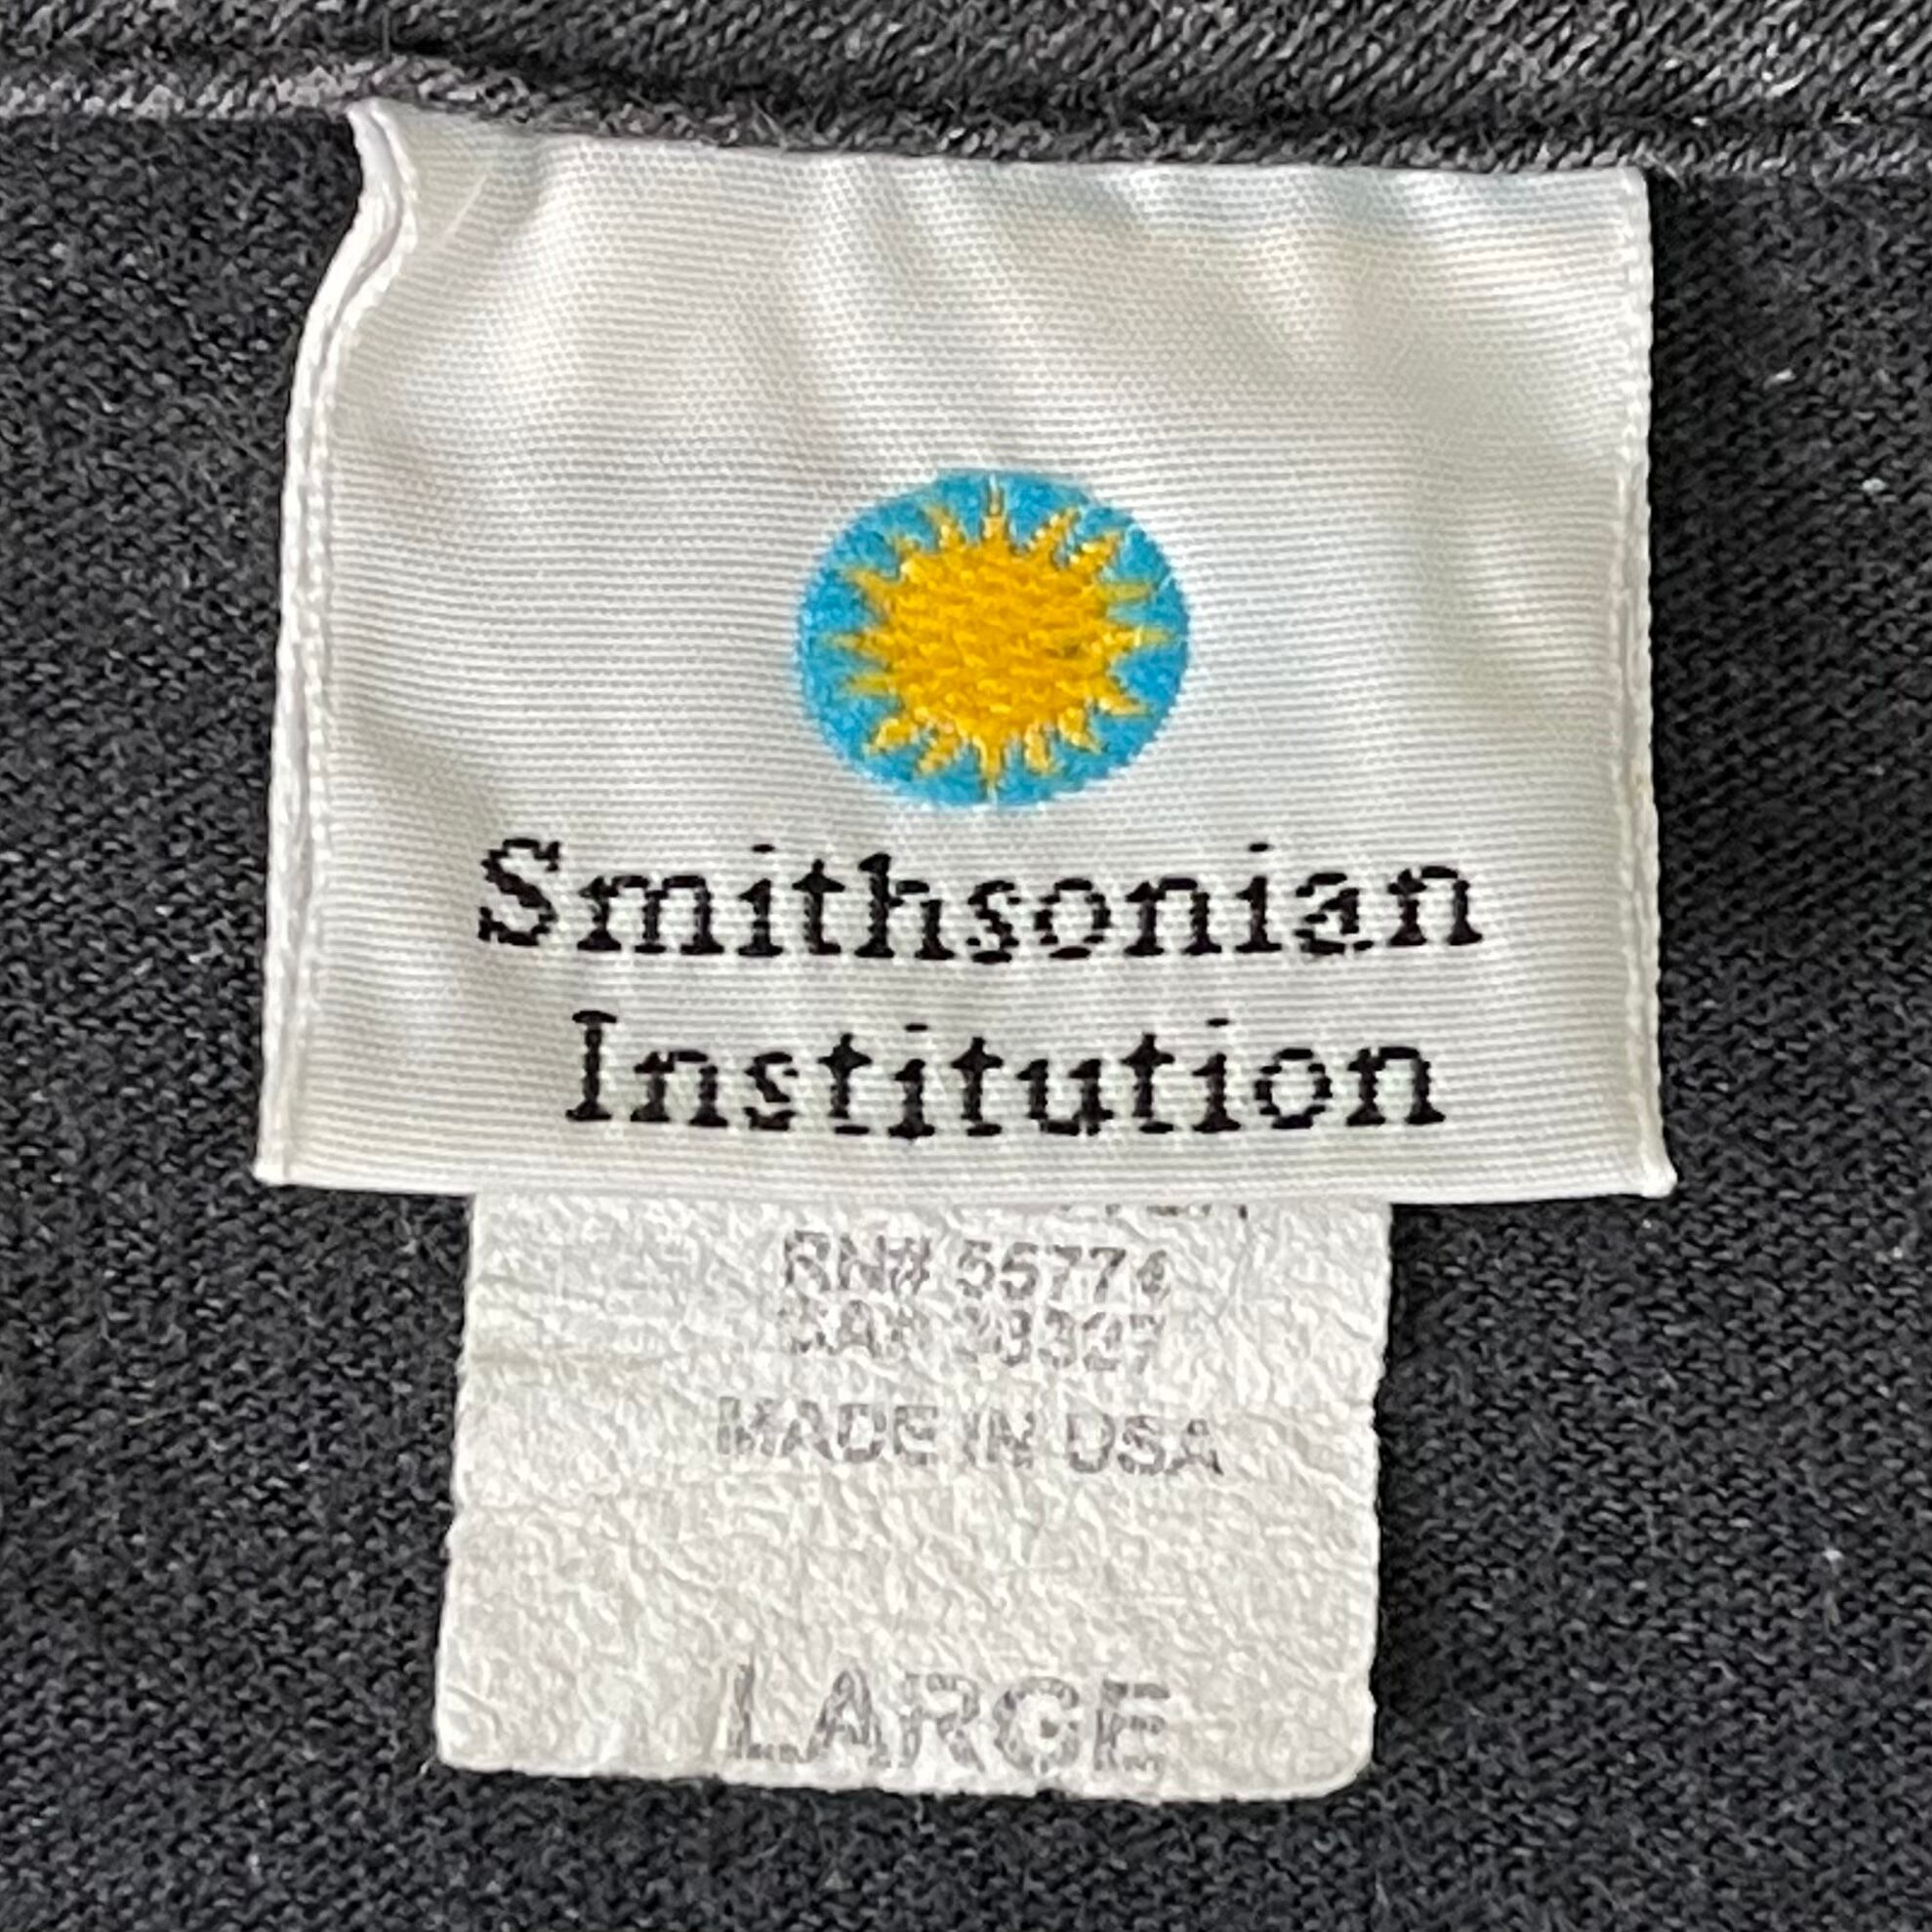 Smithsonian
Institution
RN# 55774
MADE IN USA
LARGE